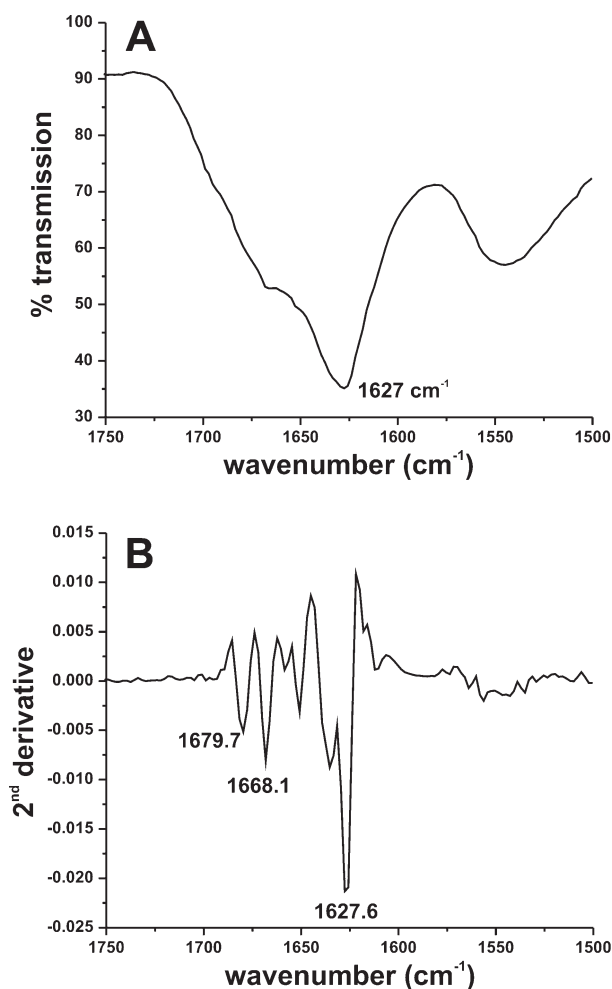 A
100
90
80
70
60
50
40
30
% transmission
1627 cm⁻¹
1750 1700 1650 1600 1550 1500
wavenumber (cm⁻¹)
B
0.015
0.010
0.005
0.000
-0.005
-0.010
-0.015
-0.020
-0.025
2ⁿᵈ derivative
1679.7
1668.1
1627.6
1750 1700 1650 1600 1550 1500
wavenumber (cm⁻¹)